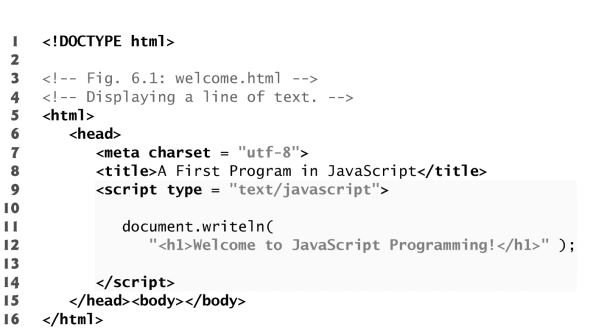 1 <!DOCTYPE html>
2
3 <!-- Fig. 6.1: welcome.html -->
4 <!-- Displaying a line of text. -->
5 <html>
6 <head>
7 <meta charset = "utf-8">
8 <title>A First Program in JavaScript</title>
9 <script type = "text/javascript">
10
11 document.writeln(
12 "<h1>Welcome to JavaScript Programming!</h1>" );
13
14 </script>
15 </head><body></body>
16 </html>